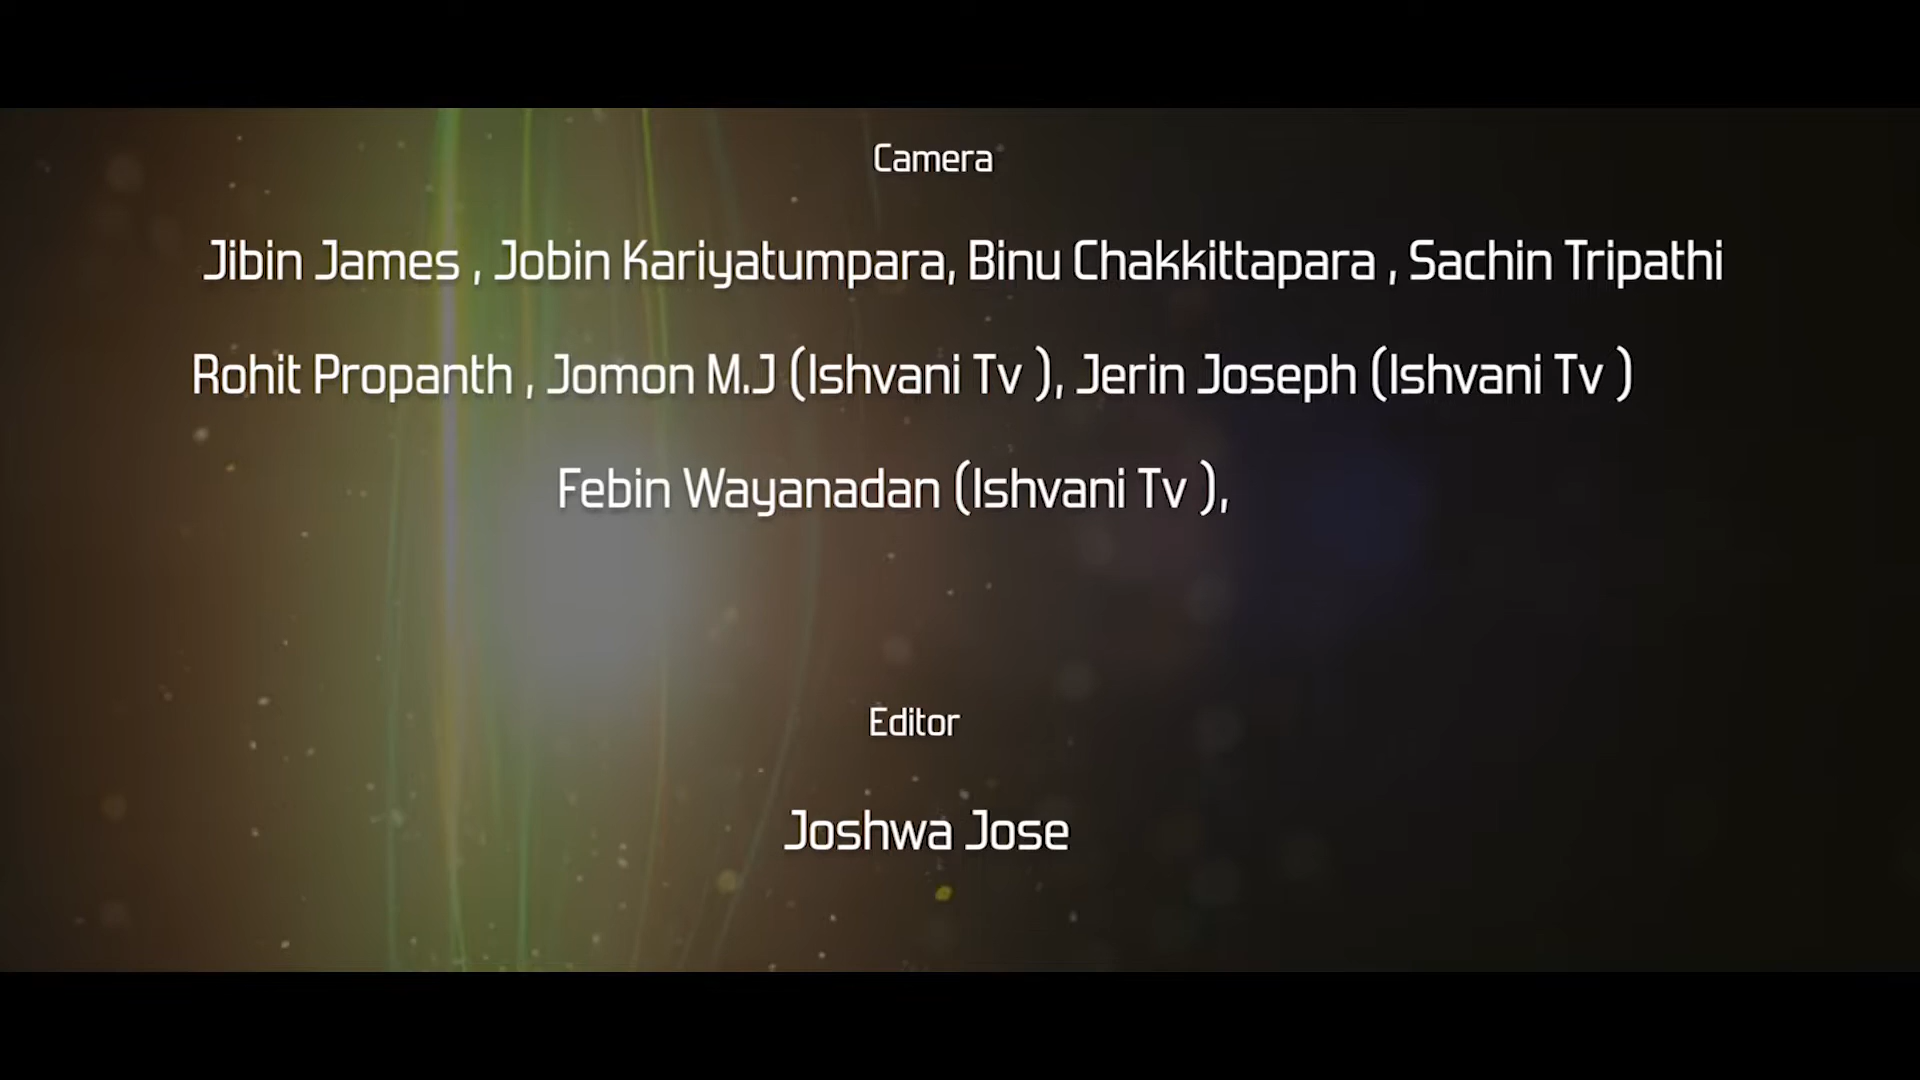 Camera
Jibin James , Jobin Kariyatumpara, Binu Chakkittapara , Sachin Tripathi
Rohit Propanth , Jomon M.J (Ishvani Tv ), Jerin Joseph (Ishvani Tv )
Febin Wayanadan (Ishvani Tv ),
Editor
Joshwa Jose